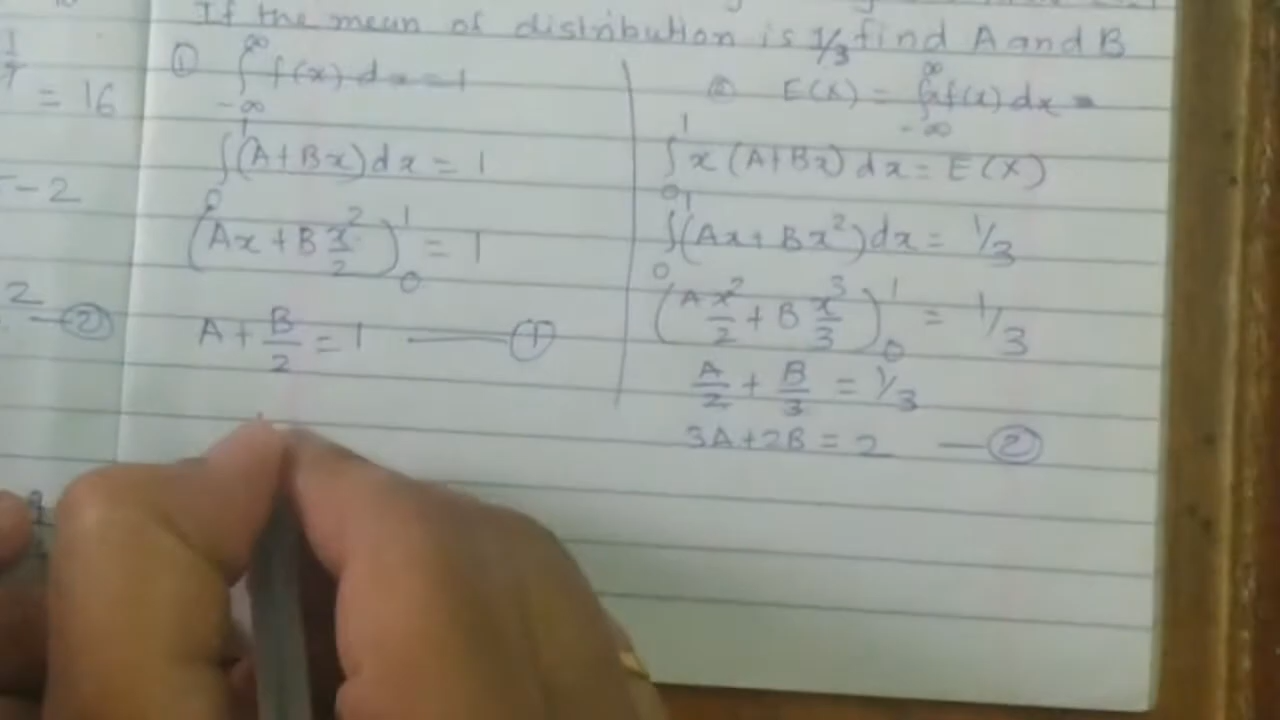 If the mean of distribution is 1/3 find A and B
① ∫_{-∞}^{∞} f(x) dx = 1
∫_0^1 (A+Bx) dx = 1
(Ax + B x²/2)_0^1 = 1
A + B/2 = 1 — ①
② E(X) = ∫_{-∞}^{∞} x f(x) dx =
∫_0^1 x (A+Bx) dx = E(X)
∫_0^1 (Ax + Bx²) dx = 1/3
(A x²/2 + B x³/3)_0^1 = 1/3
A/2 + B/3 = 1/3
3A + 2B = 2 — ②
= 16
- 2
2 — ②